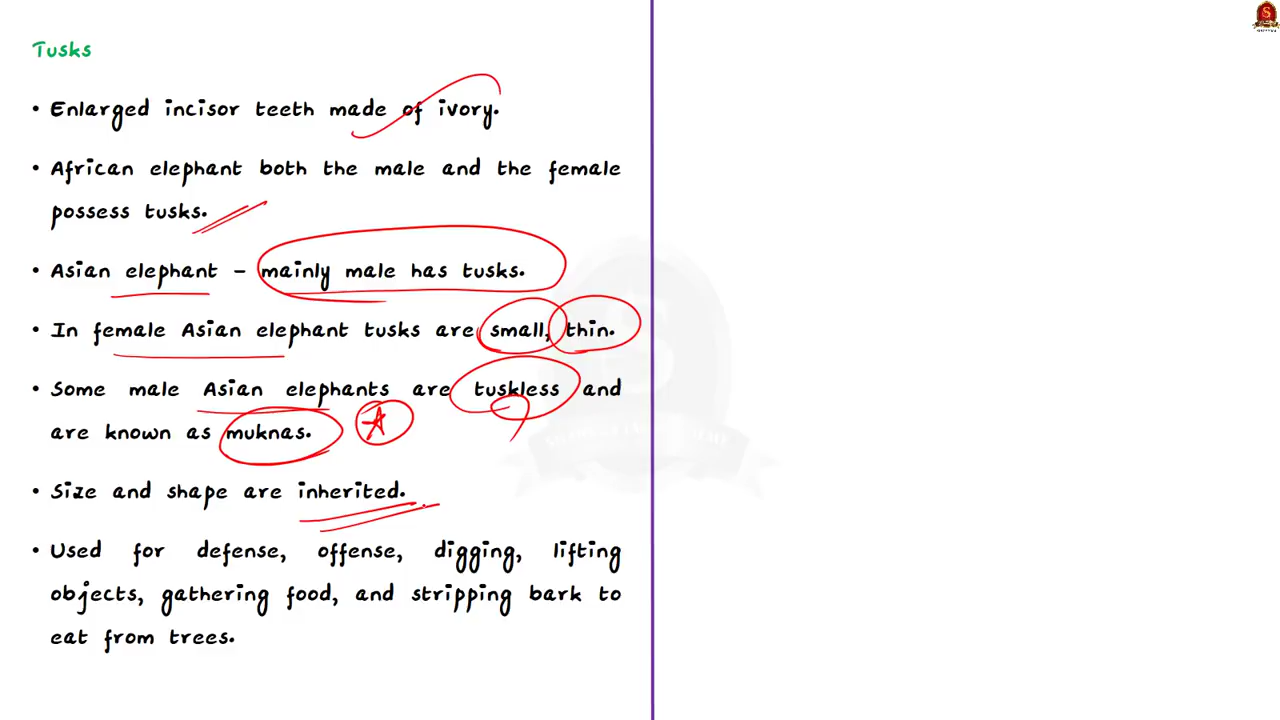 Tusks
• Enlarged incisor teeth made of ivory.
• African elephant both the male and the female
possess tusks.
• Asian elephant – mainly male has tusks.
• In female Asian elephant tusks are small, thin.
• Some male Asian elephants are tuskless and
are known as muknas.
• Size and shape are inherited.
• Used for defense, offense, digging, lifting
objects, gathering food, and stripping bark to
eat from trees.